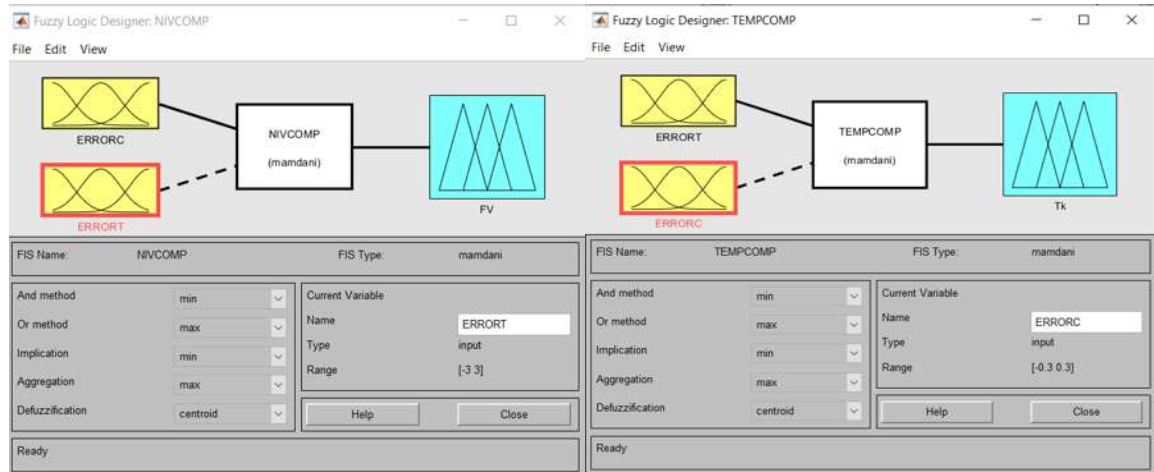 Fuzzy Logic Designer: NIVCOMP
File Edit View
ERRORC
NIVCOMP
(mamdani)
FV
ERRORT
FIS Name: NIVCOMP FIS Type: mamdani
And method min
Or method max
Implication min
Aggregation max
Defuzzification centroid
Current Variable
Name ERRORT
Type input
Range [-3 3]
Help Close
Ready
Fuzzy Logic Designer: TEMPCOMP
File Edit View
ERRORT
TEMPCOMP
(mamdani)
Tk
ERRORC
FIS Name: TEMPCOMP FIS Type: mamdani
And method min
Or method max
Implication min
Aggregation max
Defuzzification centroid
Current Variable
Name ERRORC
Type input
Range [-0.3 0.3]
Help Close
Ready